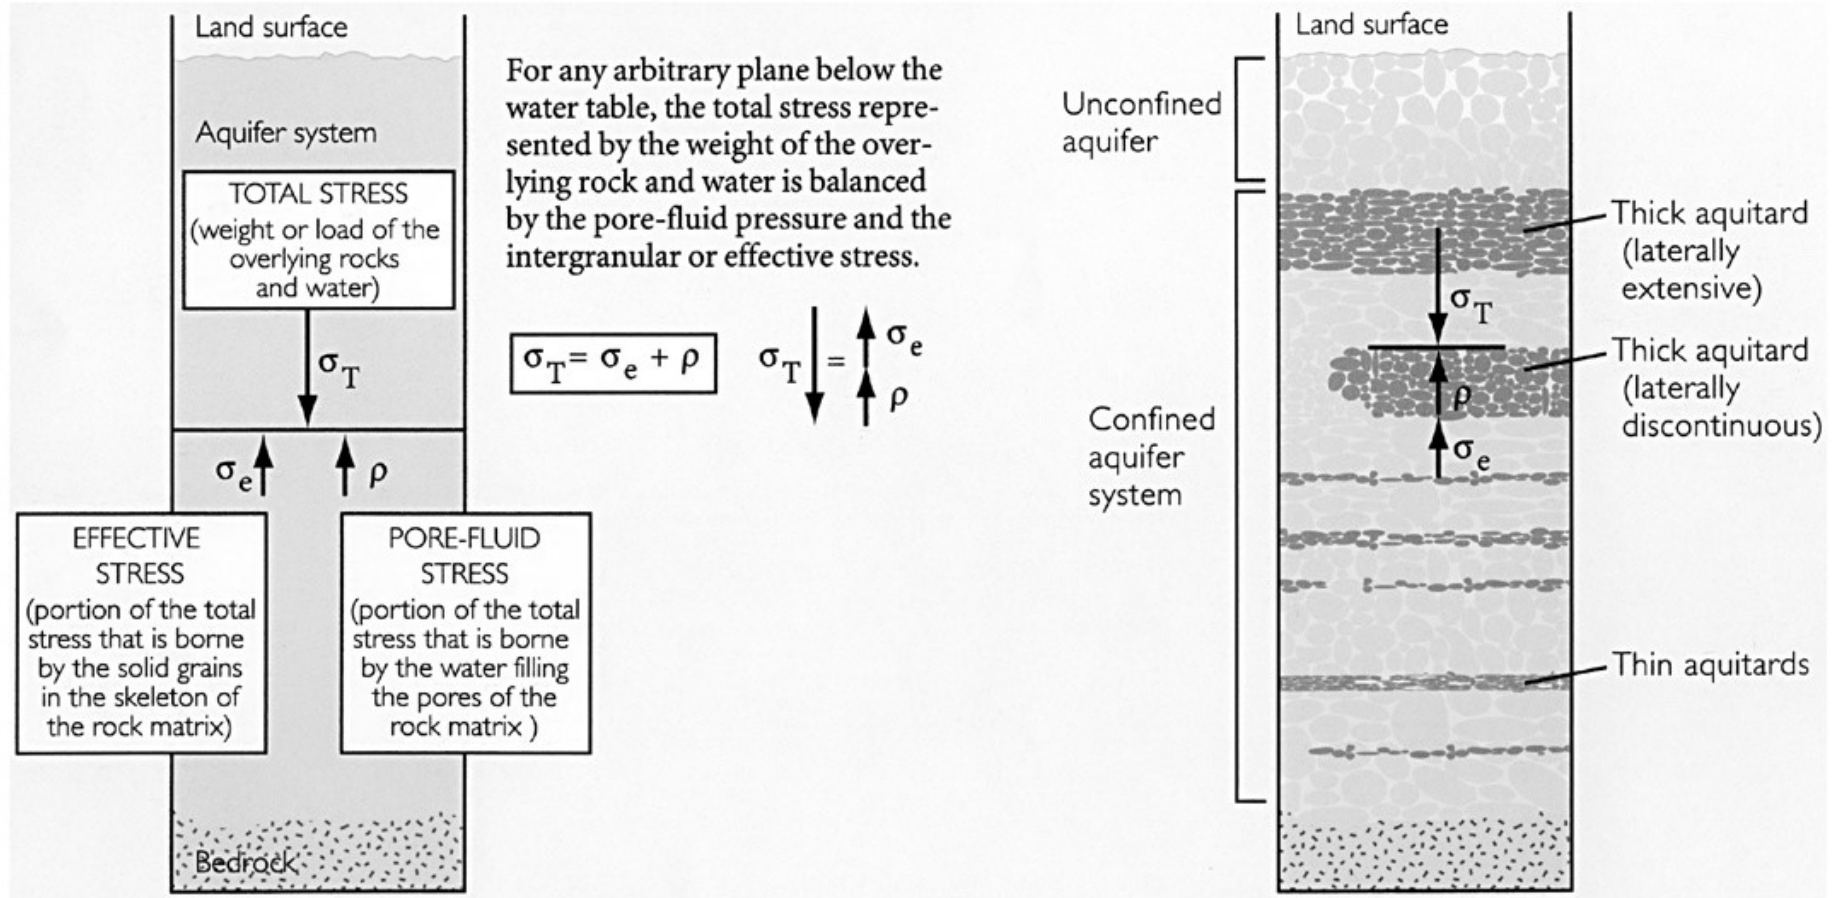 Land surface
Aquifer system
TOTAL STRESS
(weight or load of the
overlying rocks
and water)
σT
σe
ρ
EFFECTIVE
STRESS
(portion of the total
stress that is borne
by the solid grains
in the skeleton of
the rock matrix)
PORE-FLUID
STRESS
(portion of the total
stress that is borne
by the water filling
the pores of the
rock matrix )
Bedrock
For any arbitrary plane below the
water table, the total stress repre-
sented by the weight of the over-
lying rock and water is balanced
by the pore-fluid pressure and the
intergranular or effective stress.
σT = σe + ρ
σT = σe
ρ
Land surface
Unconfined
aquifer
Confined
aquifer
system
σT
ρ
σe
Thick aquitard
(laterally
extensive)
Thick aquitard
(laterally
discontinuous)
Thin aquitards